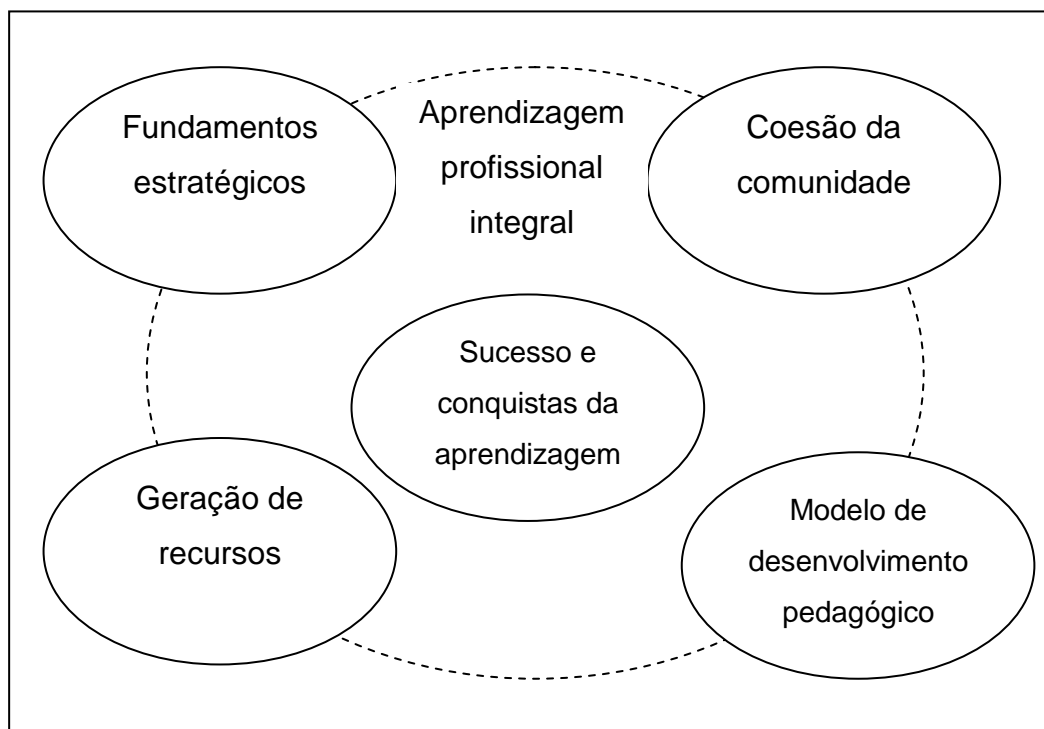 Fundamentos
estratégicos
Aprendizagem
profissional
integral
Coesão da
comunidade
Sucesso e
conquistas da
aprendizagem
Geração de
recursos
Modelo de
desenvolvimento
pedagógico